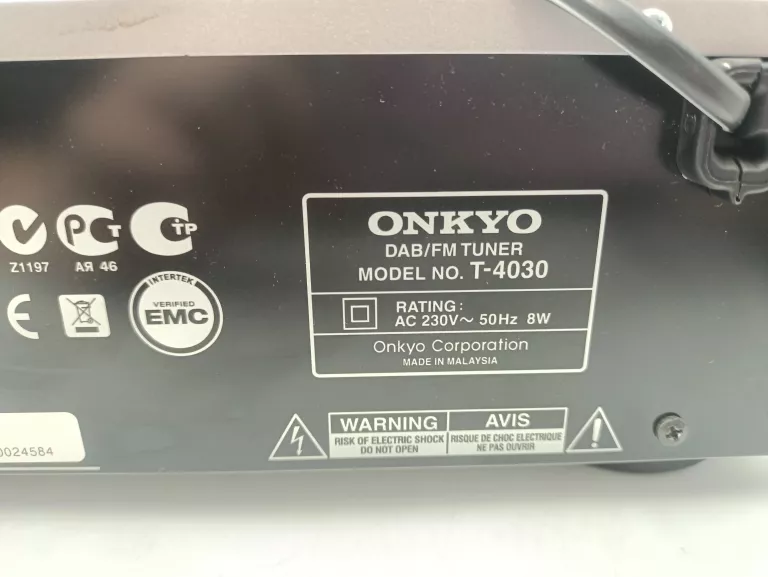 Z1197
АЯ 46
INTERTEK
VERIFIED
EMC
0024584
ONKYO
DAB/FM TUNER
MODEL NO. T-4030
RATING:
AC 230V~ 50Hz 8W
Onkyo Corporation
MADE IN MALAYSIA
WARNING
RISK OF ELECTRIC SHOCK
DO NOT OPEN
AVIS
RISQUE DE CHOC ELECTRIQUE
NE PAS OUVRIR